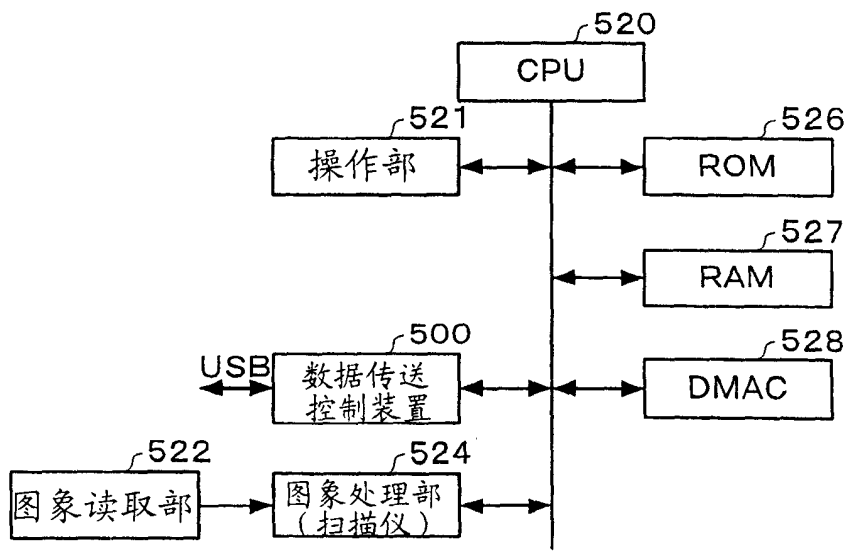 520
CPU
521
操作部
526
ROM
527
RAM
500
USB
数据传送
控制装置
528
DMAC
522
图象读取部
524
图象处理部
(扫描仪)